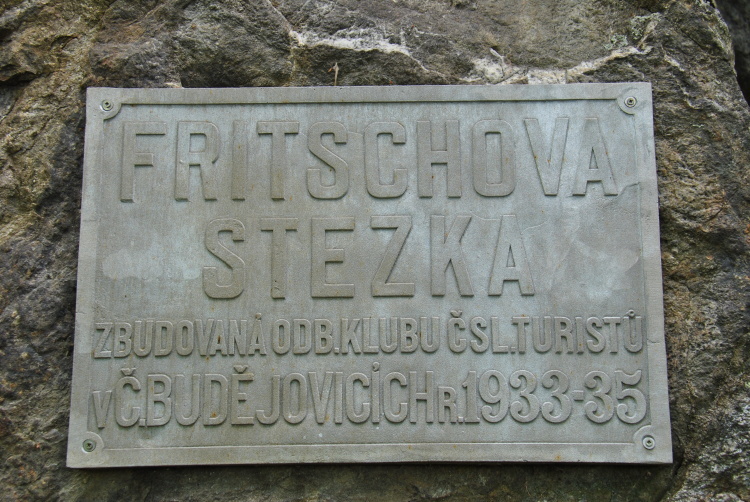 FRITSCHOVA
STEZKA
ZBUDOVANÁ ODB.KLUBU ČSL.TURISTŮ
V Č.BUDĚJOVICÍCH R.1933-35